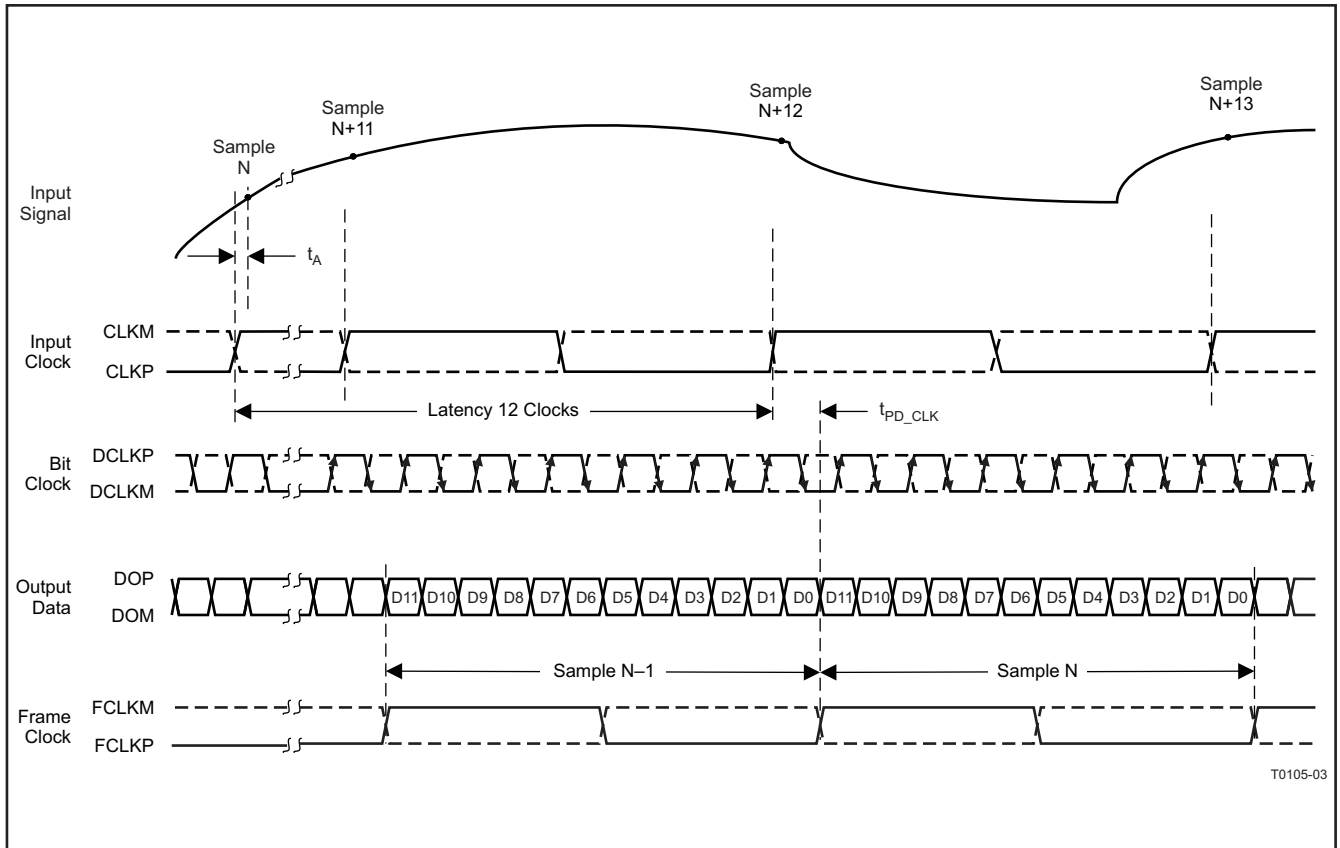 Sample
N
Sample
N+11
Sample
N+12
Sample
N+13
Input
Signal
tA
Input
Clock
CLKM
CLKP
Latency 12 Clocks
tPD_CLK
Bit
Clock
DCLKP
DCLKM
Output
Data
DOP
DOM
D11 D10 D9 D8 D7 D6 D5 D4 D3 D2 D1 D0 D11 D10 D9 D8 D7 D6 D5 D4 D3 D2 D1 D0
Sample N–1
Sample N
Frame
Clock
FCLKM
FCLKP
T0105-03